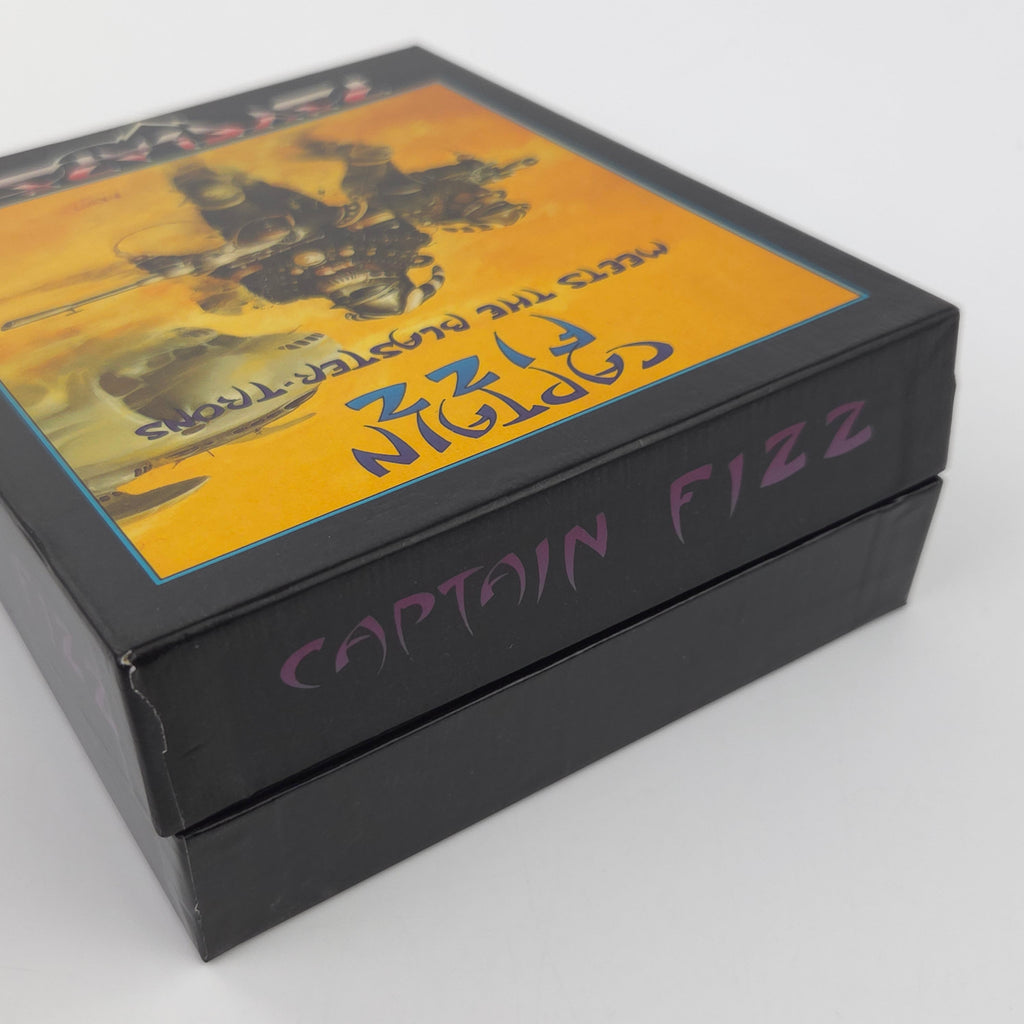 CAPTAIN
FIZZ
MEETS THE BLASTER-TRONS
CAPTAIN FIZZ